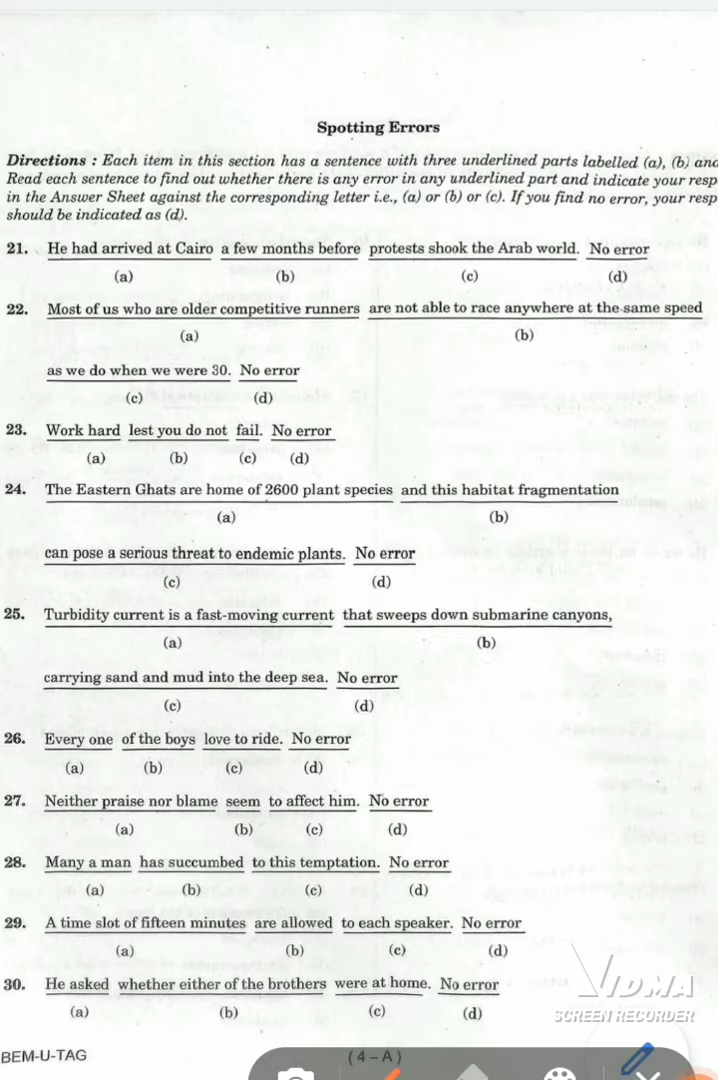 Spotting Errors
Directions : Each item in this section has a sentence with three underlined parts labelled (a), (b) and
Read each sentence to find out whether there is any error in any underlined part and indicate your resp
in the Answer Sheet against the corresponding letter i.e., (a) or (b) or (c). If you find no error, your resp
should be indicated as (d).
21. He had arrived at Cairo a few months before protests shook the Arab world. No error
(a) (b) (c) (d)
22. Most of us who are older competitive runners are not able to race anywhere at the same speed
(a) (b)
as we do when we were 30. No error
(c) (d)
23. Work hard lest you do not fail. No error
(a) (b) (c) (d)
24. The Eastern Ghats are home of 2600 plant species and this habitat fragmentation
(a) (b)
can pose a serious threat to endemic plants. No error
(c) (d)
25. Turbidity current is a fast-moving current that sweeps down submarine canyons,
(a) (b)
carrying sand and mud into the deep sea. No error
(c) (d)
26. Every one of the boys love to ride. No error
(a) (b) (c) (d)
27. Neither praise nor blame seem to affect him. No error
(a) (b) (c) (d)
28. Many a man has succumbed to this temptation. No error
(a) (b) (c) (d)
29. A time slot of fifteen minutes are allowed to each speaker. No error
(a) (b) (c) (d)
30. He asked whether either of the brothers were at home. No error
(a) (b) (c) (d)
VIDMA
SCREEN RECORDER
BEM-U-TAG (4 – A)